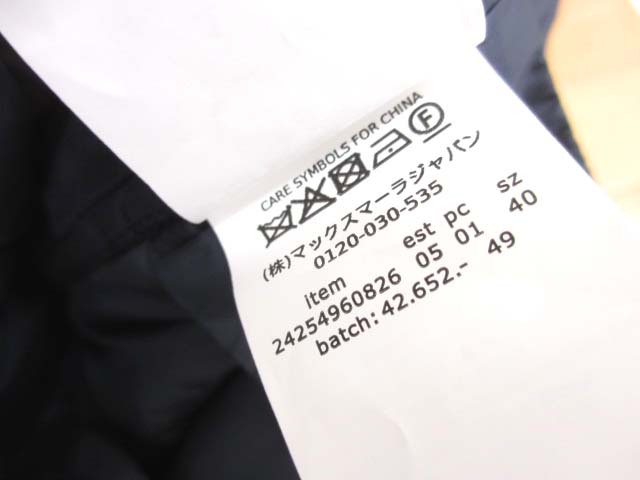 CARE SYMBOLS FOR CHINA
F
(株)マックスマーラジャパン
0120-030-535
item est pc sz
24254960826 05 01 40
batch: 42.652.- 49